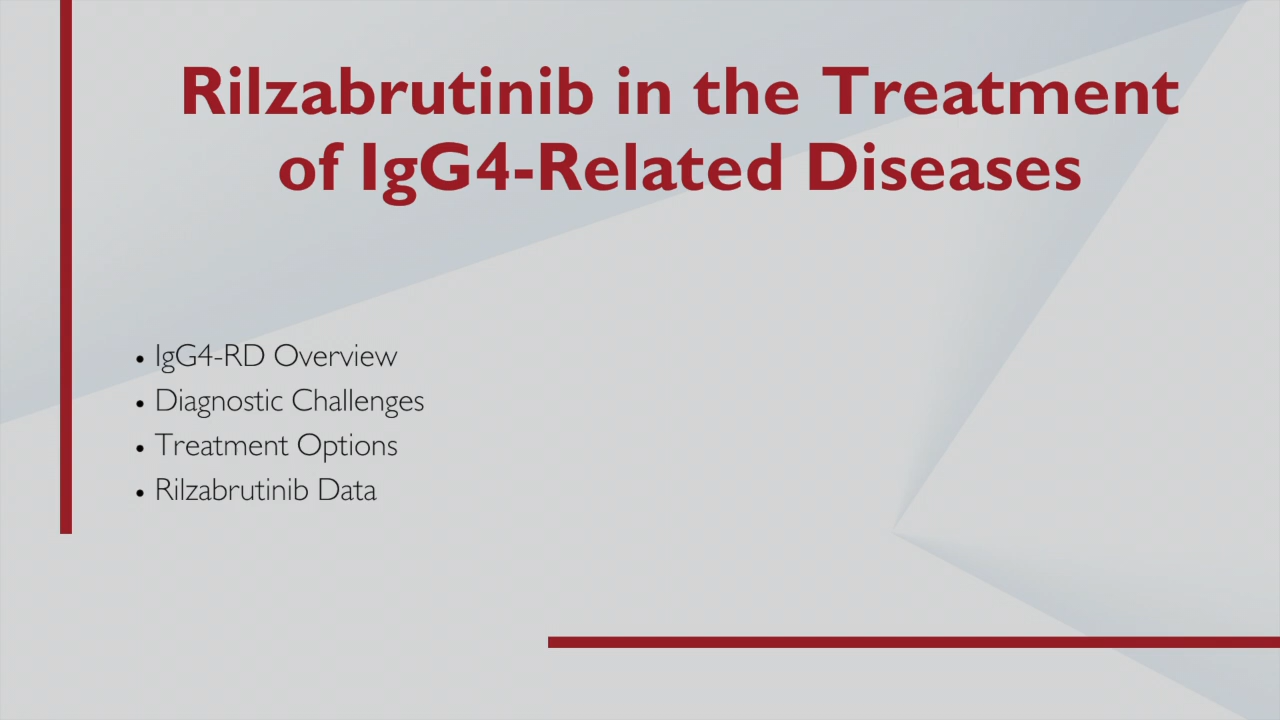 Rilzabrutinib in the Treatment
of IgG4-Related Diseases
• IgG4-RD Overview
• Diagnostic Challenges
• Treatment Options
• Rilzabrutinib Data